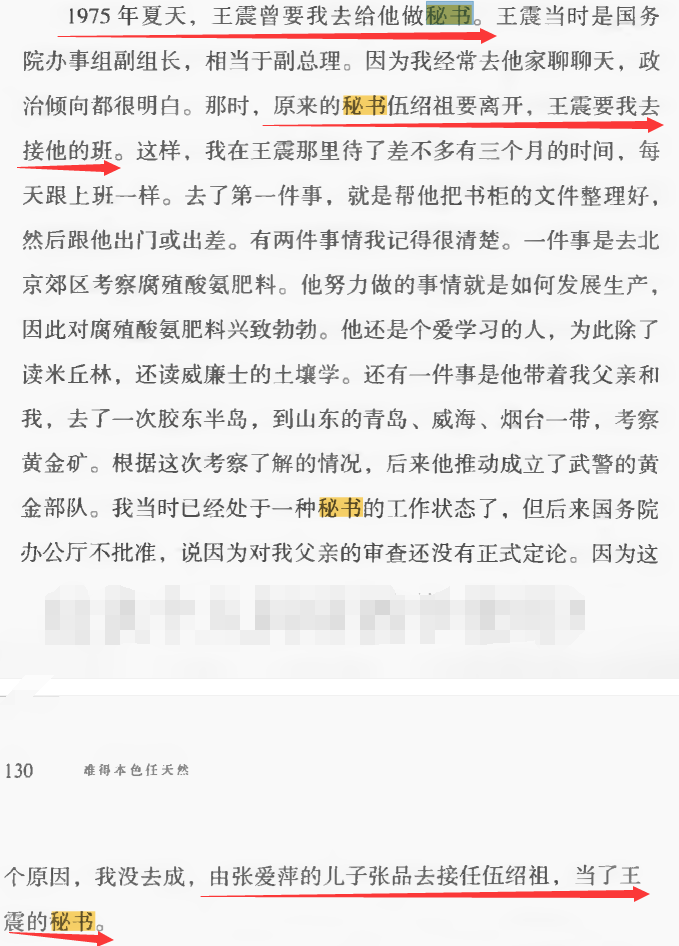 1975 年夏天，王震曾要我去给他做秘书。王震当时是国务
院办事组副组长，相当于副总理。因为我经常去他家聊聊天，政
治倾向都很明白。那时，原来的秘书伍绍祖要离开，王震要我去
接他的班。这样，我在王震那里待了差不多有三个月的时间，每
天跟上班一样。去了第一件事，就是帮他把书柜的文件整理好，
然后跟他出门或出差。有两件事情我记得很清楚。一件事是去北
京郊区考察腐殖酸氨肥料。他努力做的事情就是如何发展生产，
因此对腐殖酸氨肥料兴致勃勃。他还是个爱学习的人，为此除了
读米丘林，还读威廉士的土壤学。还有一件事是他带着我父亲和
我，去了一次胶东半岛，到山东的青岛、威海、烟台一带，考察
黄金矿。根据这次考察了解的情况，后来他推动成立了武警的黄
金部队。我当时已经处于一种秘书的工作状态了，但后来国务院
办公厅不批准，说因为对我父亲的审查还没有正式定论。因为这
130 难得本色任天然
个原因，我没去成，由张爱萍的儿子张品去接任伍绍祖，当了王
震的秘书。